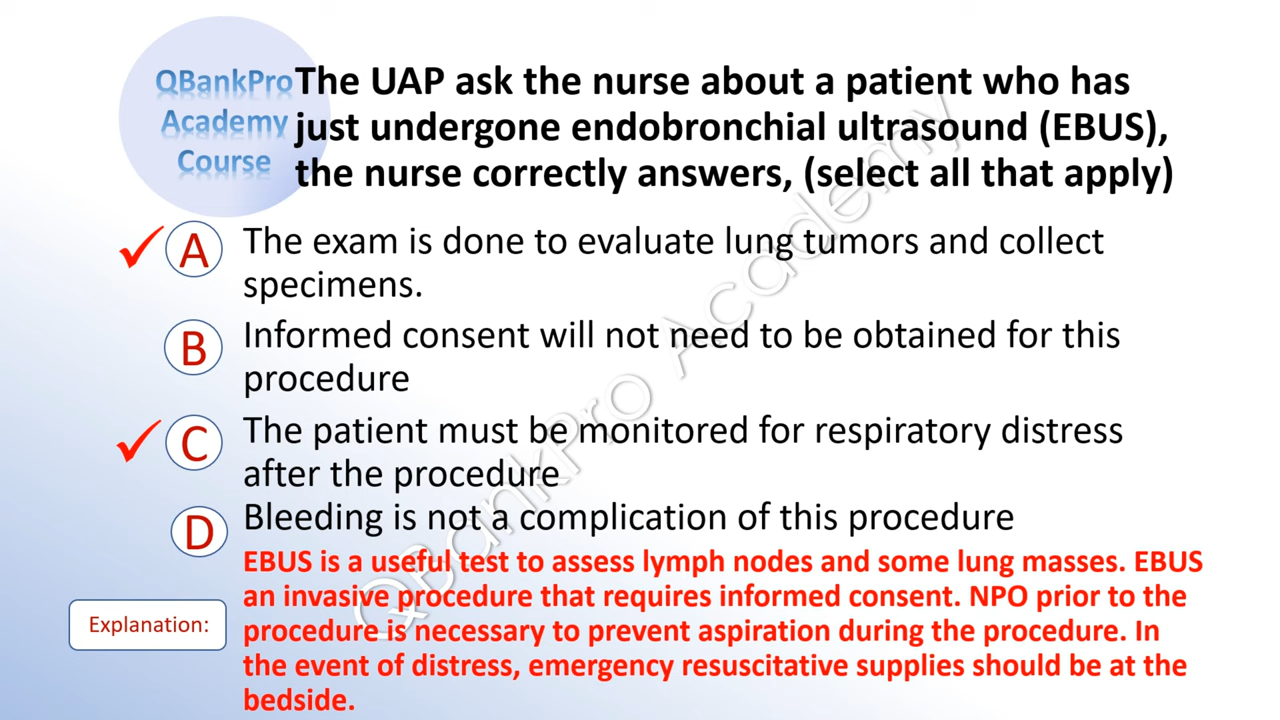 QBankPro
Academy
Course
The UAP ask the nurse about a patient who has
just undergone endobronchial ultrasound (EBUS),
the nurse correctly answers, (select all that apply)
A
The exam is done to evaluate lung tumors and collect
specimens.
B
Informed consent will not need to be obtained for this
procedure
C
The patient must be monitored for respiratory distress
after the procedure
D
Bleeding is not a complication of this procedure
Explanation:
EBUS is a useful test to assess lymph nodes and some lung masses. EBUS
an invasive procedure that requires informed consent. NPO prior to the
procedure is necessary to prevent aspiration during the procedure. In
the event of distress, emergency resuscitative supplies should be at the
bedside.
QBankPro Academy